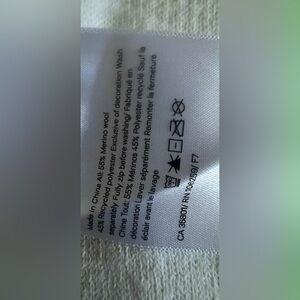 Made in China All: 55% Merino wool
45% Recycled polyester Exclusive of decoration Wash
separately Fully zip before washing/ Fabriqué en
Chine Tout: 55% Mérinos 45% Polyester recyclé Sauf la
décoration Laver séparément Remonter la fermeture
éclair avant le lavage
CA 36801/ RN F7